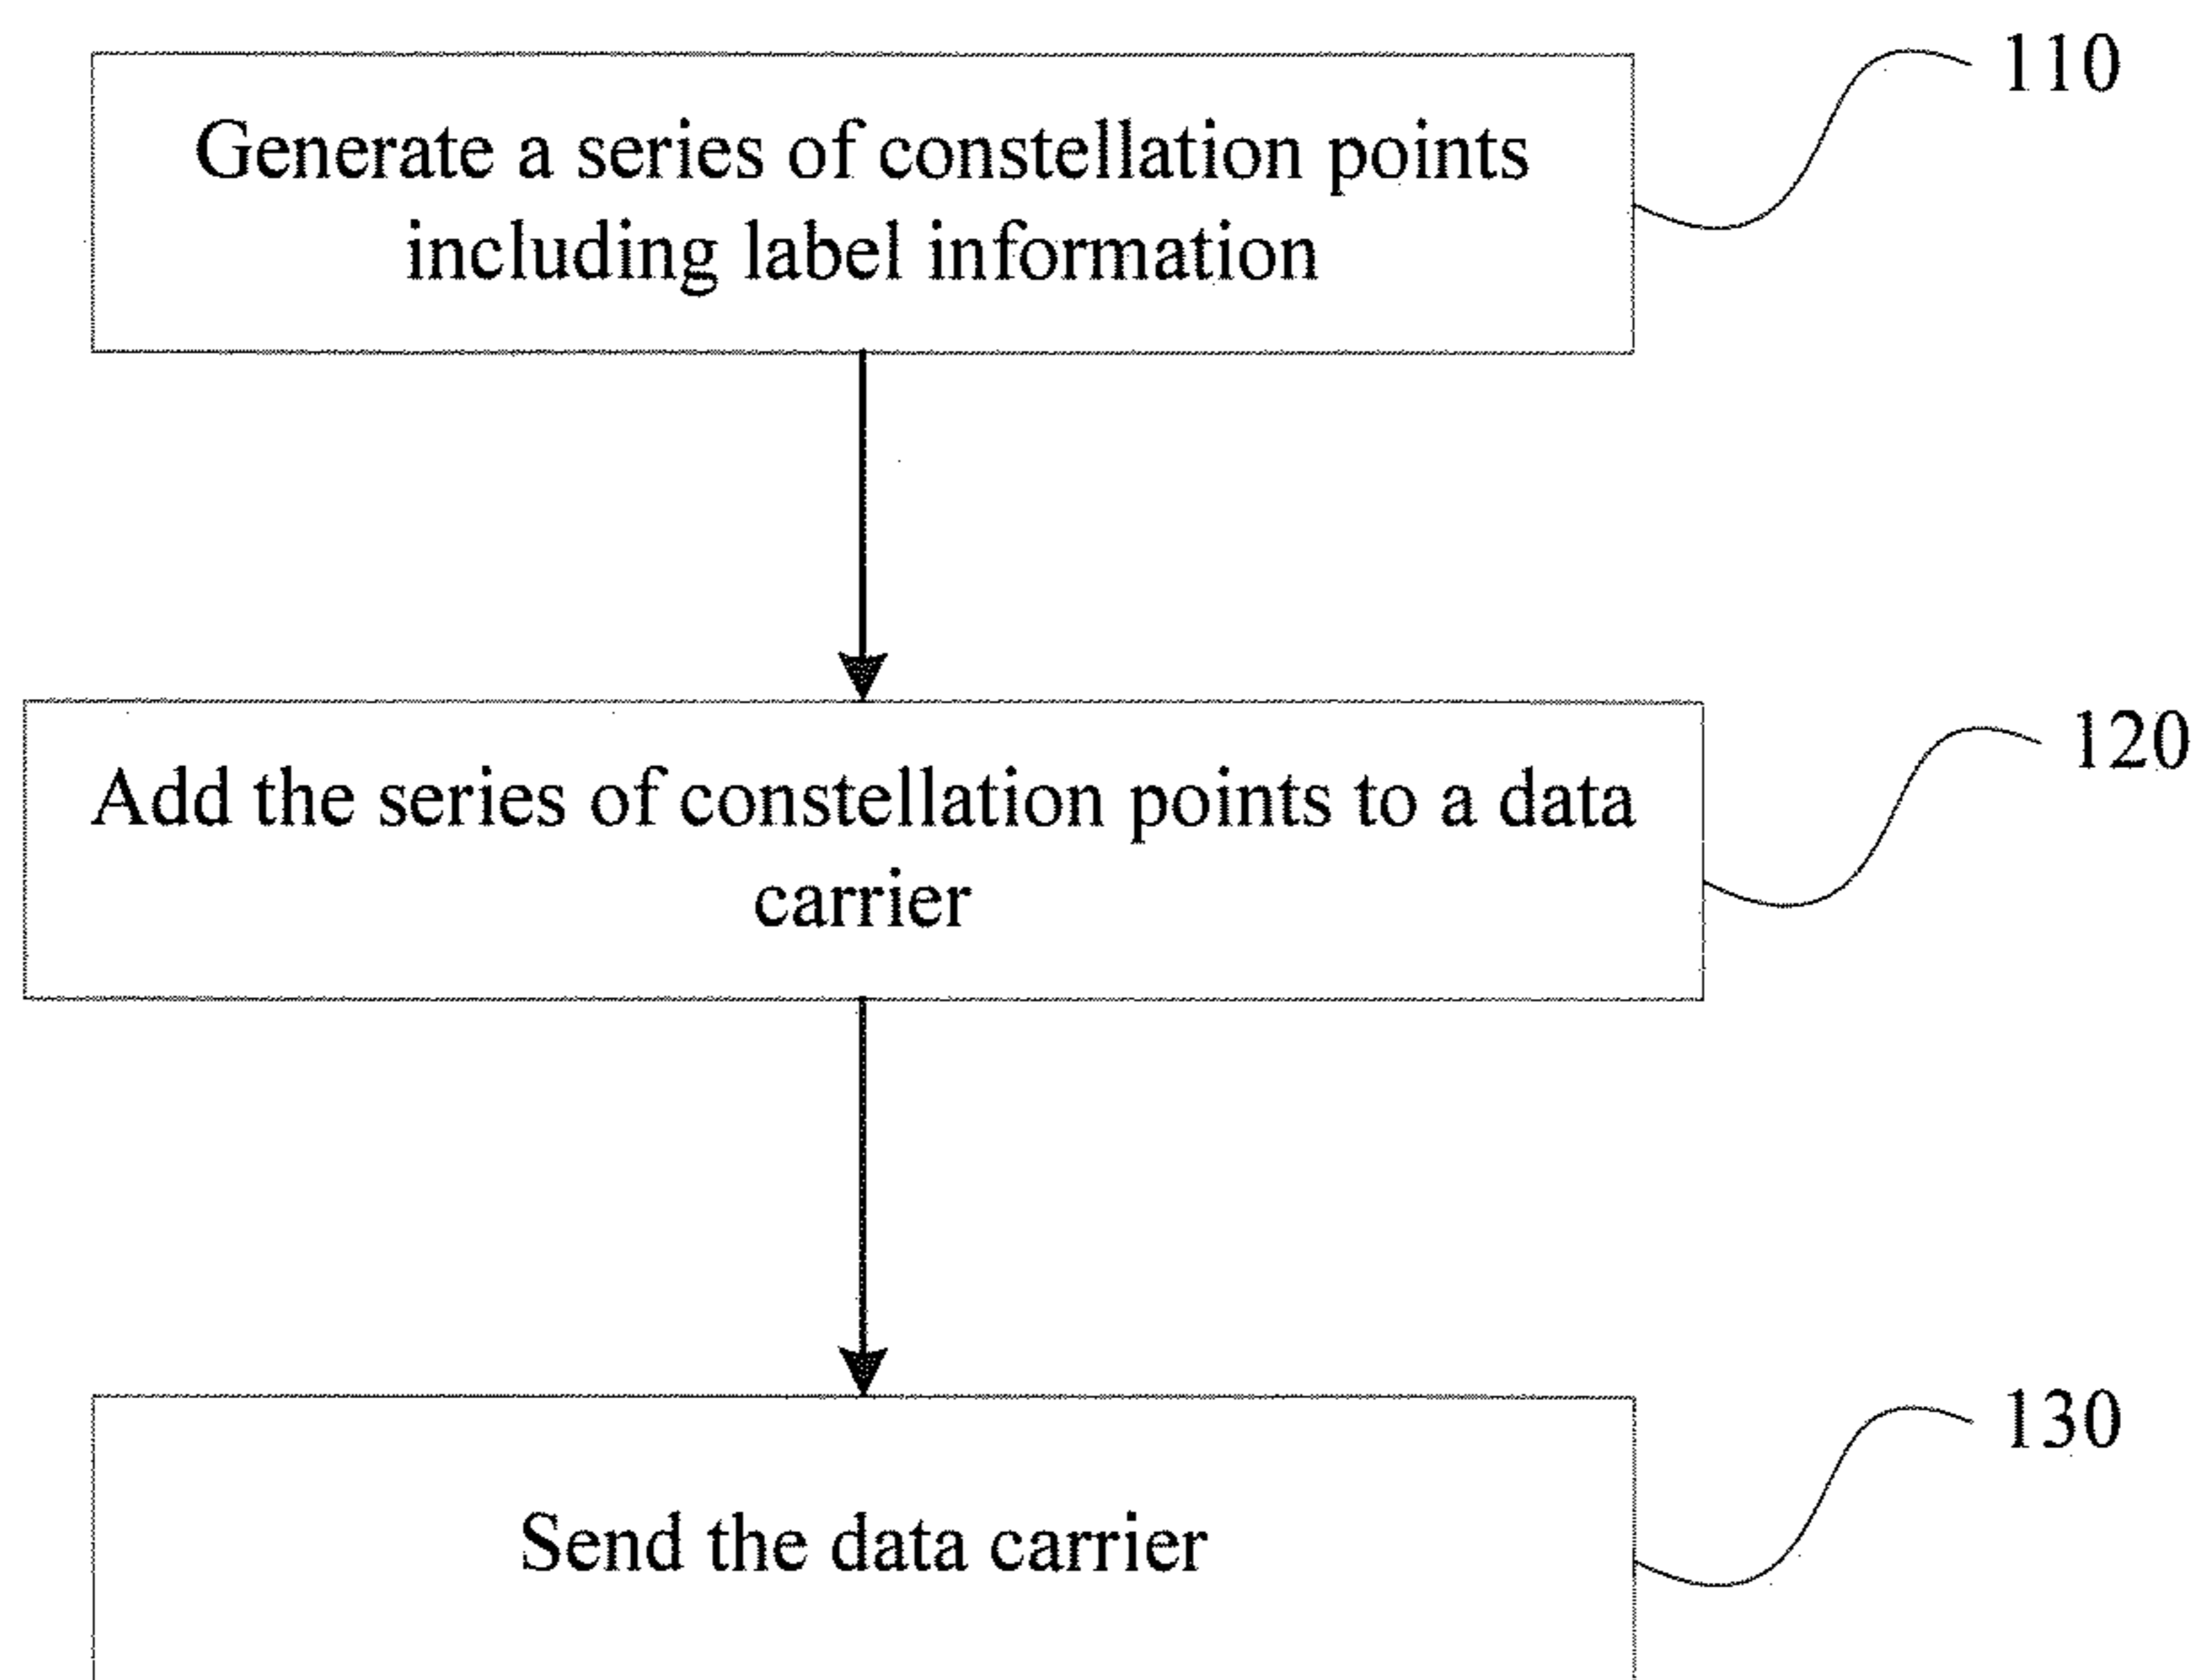 110
Generate a series of constellation points
including label information
120
Add the series of constellation points to a data
carrier
130
Send the data carrier